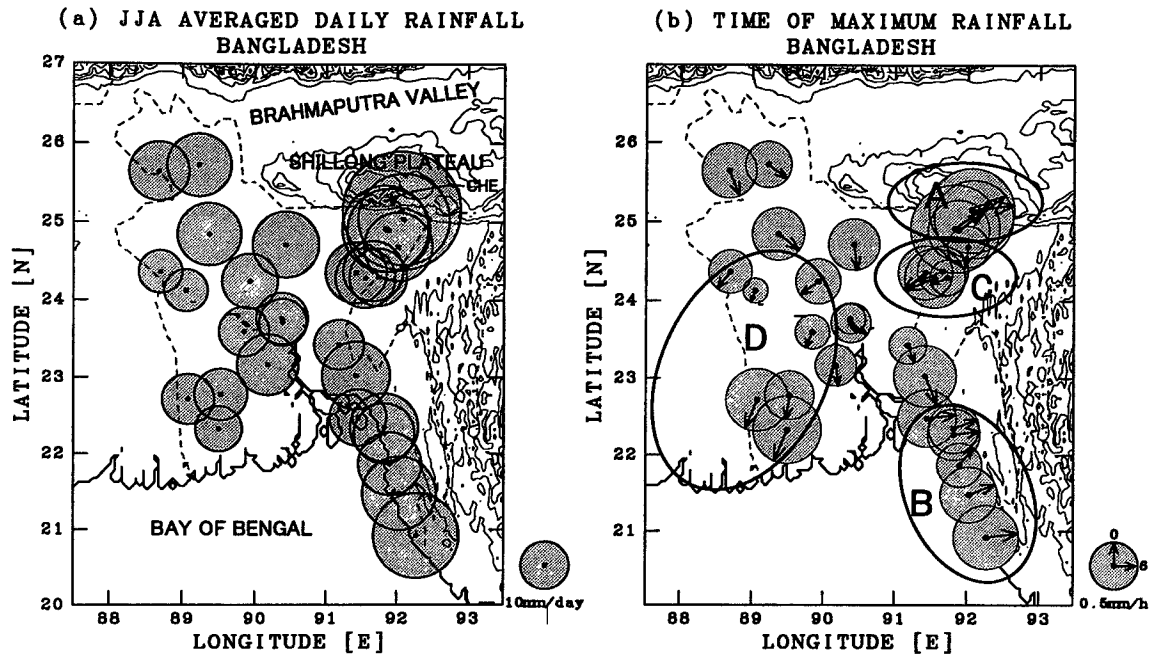 (a) JJA AVERAGED DAILY RAINFALL
BANGLADESH
27
26
25
24
23
22
21
20
LATITUDE [N]
BRAHMAPUTRA VALLEY
SHILLONG PLATEAU
CHE
BAY OF BENGAL
10mm/day
88 89 90 91 92 93
LONGITUDE [E]
(b) TIME OF MAXIMUM RAINFALL
BANGLADESH
27
26
25
24
23
22
21
20
LATITUDE [N]
A
C
D
B
0
6
0.5mm/h
88 89 90 91 92 93
LONGITUDE [E]